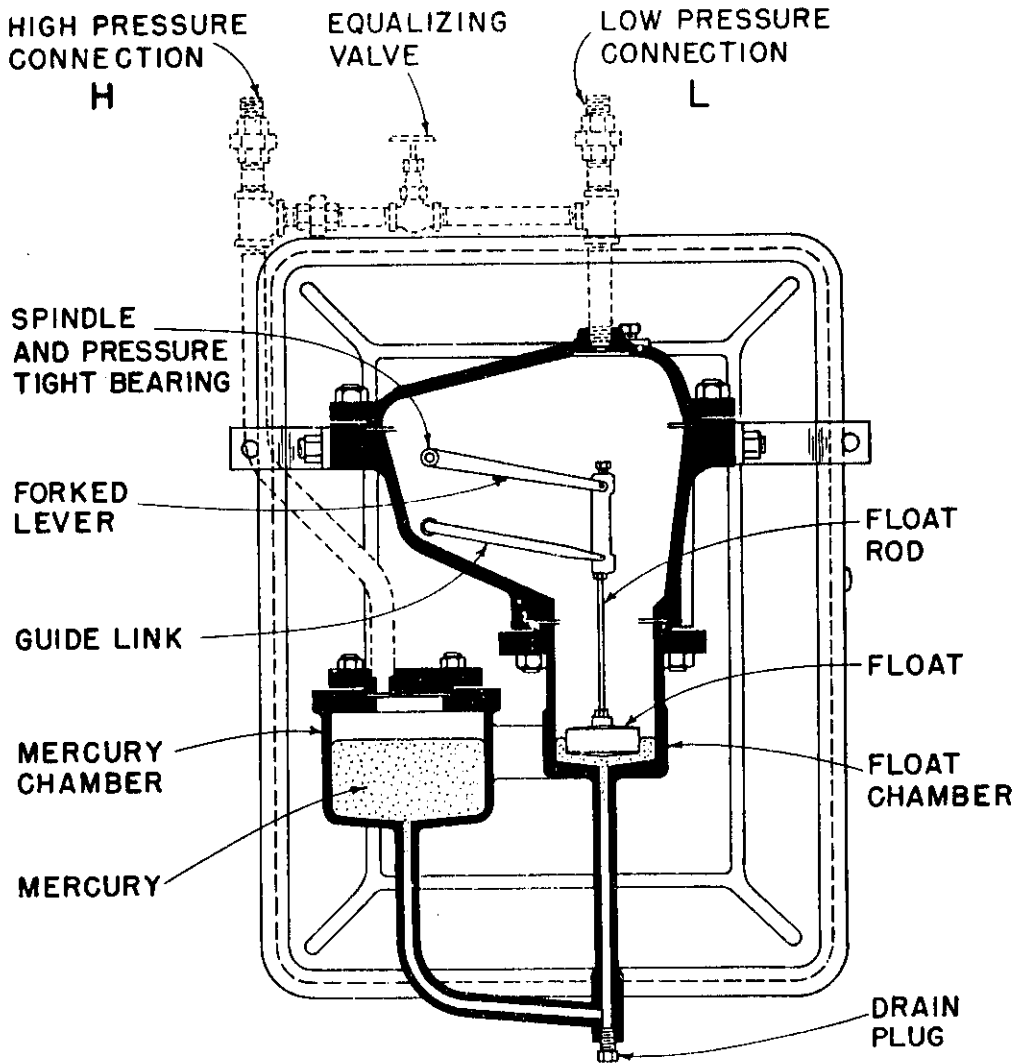 HIGH PRESSURE
CONNECTION
H
EQUALIZING
VALVE
LOW PRESSURE
CONNECTION
L
SPINDLE
AND PRESSURE
TIGHT BEARING
FORKED
LEVER
FLOAT
ROD
GUIDE LINK
FLOAT
MERCURY
CHAMBER
FLOAT
CHAMBER
MERCURY
DRAIN
PLUG